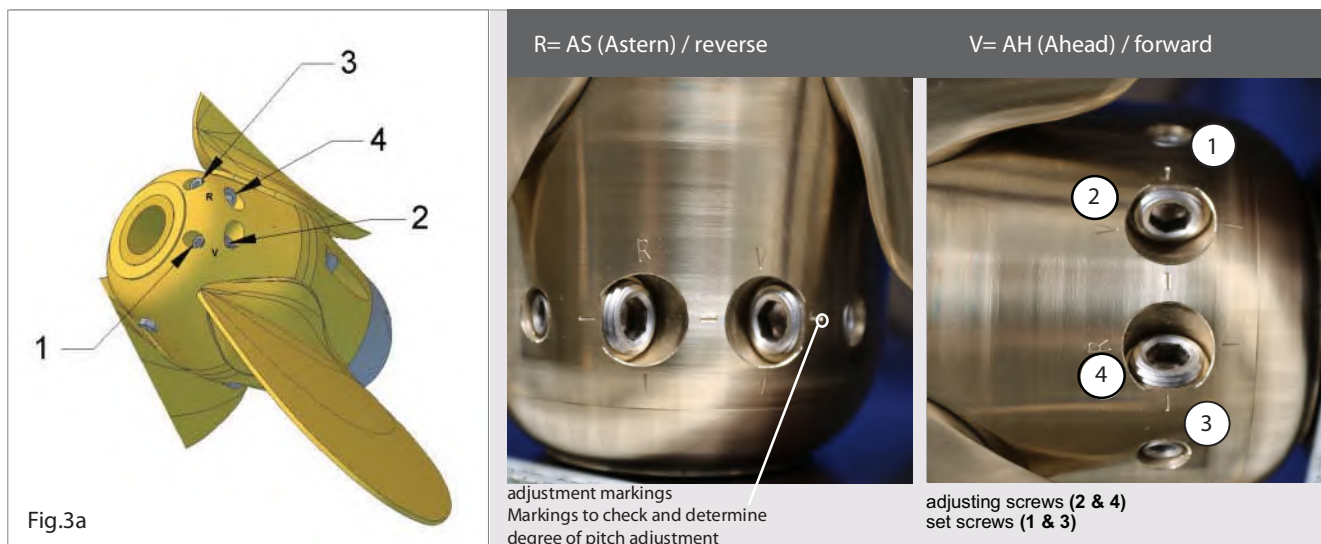 3
4
R
2
V
1
Fig.3a
R= AS (Astern) / reverse
V= AH (Ahead) / forward
R
V
adjustment markings
Markings to check and determine
degree of pitch adjustment
1
2
V
R
4
3
adjusting screws (2 & 4)
set screws (1 & 3)